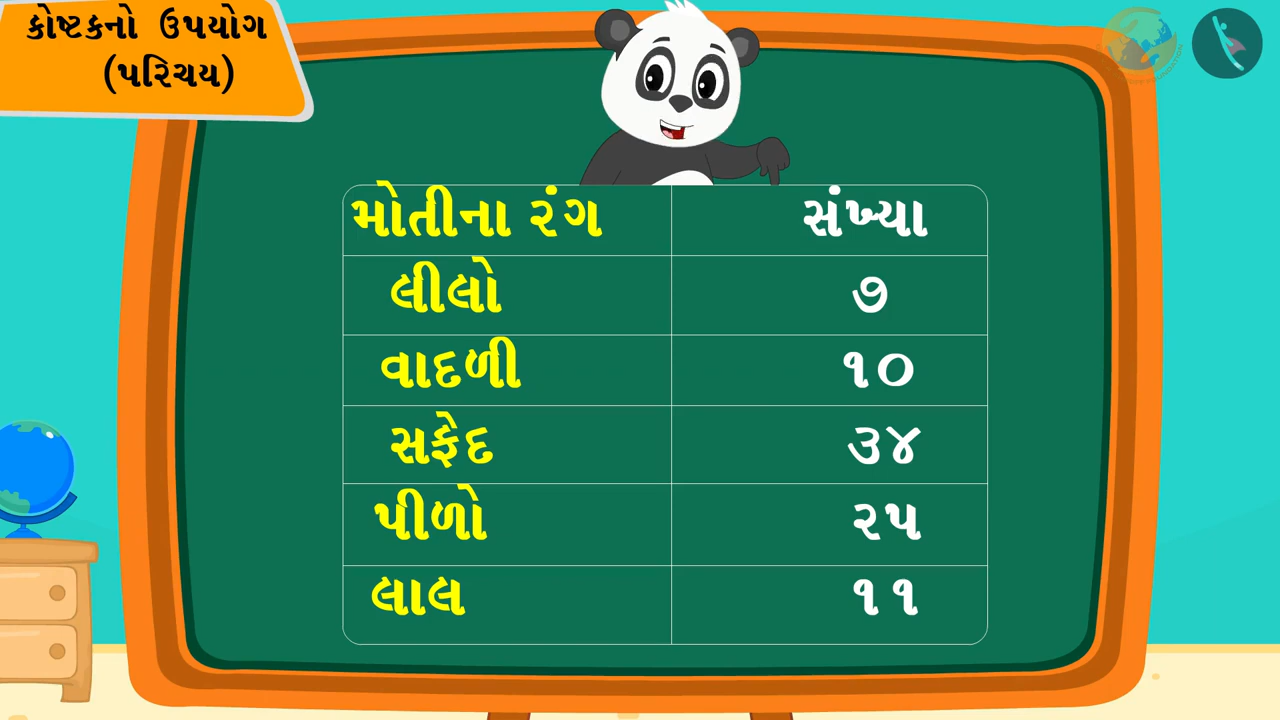 કોષ્ટકનો ઉપયોગ
(પરિચય)
મોતીના રંગ સંખ્યા
લીલો ૭
વાદળી ૧૦
સફેદ ૩૪
પીળો ૨૫
લાલ ૧૧